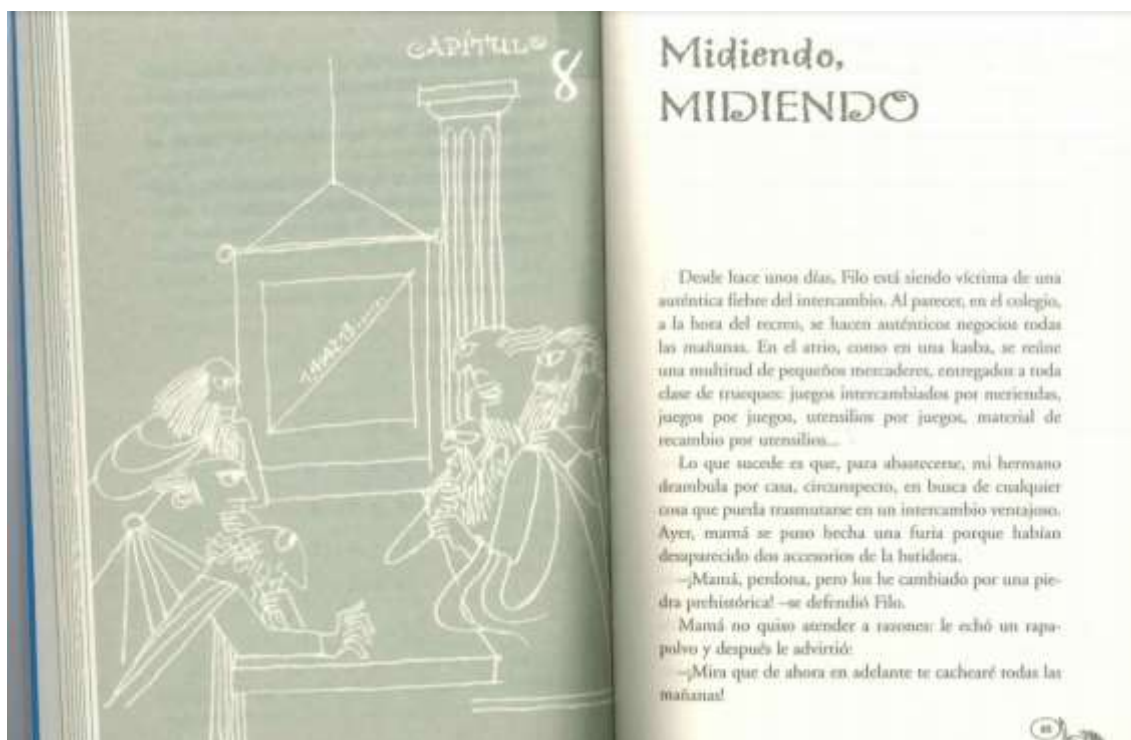 CAPÍTULO
8
1,41421.....
Midiendo,
MIDIENDO
Desde hace unos días, Filo está siendo víctima de una
auténtica fiebre del intercambio. Al parecer, en el colegio,
a la hora del recreo, se hacen auténticos negocios todas
las mañanas. En el atrio, como en una kasba, se reúne
una multitud de pequeños mercaderes, entregados a toda
clase de trueques: juegos intercambiados por meriendas,
juegos por juegos, utensilios por juegos, material de
recambio por utensilios...
Lo que sucede es que, para abastecerse, mi hermano
deambula por casa, circunspecto, en busca de cualquier
cosa que pueda trasmutarse en un intercambio ventajoso.
Ayer, mamá se puso hecha una furia porque habían
desaparecido dos accesorios de la batidora.
–¡Mamá, perdona, pero los he cambiado por una pie-
dra prehistórica! –se defendió Filo.
Mamá no quiso atender a razones: le echó un rapa-
polvo y después le advirtió:
–¡Mira que de ahora en adelante te cachearé todas las
mañanas!